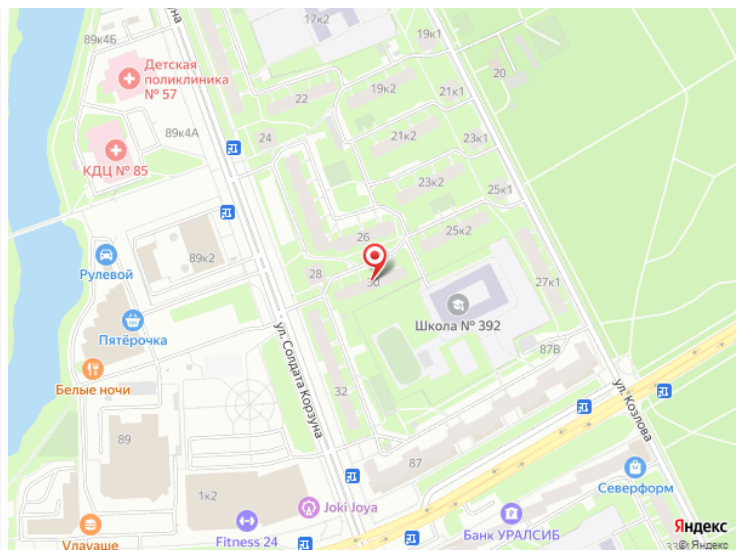 17к2
19к1
89к4Б
Детская
поликлиника
№ 57
22
19к2
20
21к1
89к4А
24
21к2
23к1
КДЦ № 85
23к2
25к1
26
25к2
89к2
Рулевой
28
30
27к1
Школа № 392
Пятёрочка
ул. Солдата Корзуна
87В
Белые ночи
32
ул. Козлова
89
87
1к2
Joki Joya
Северформ
Улауаше
Fitness 24
Банк УРАЛСИБ
Яндекс
© Яндекс